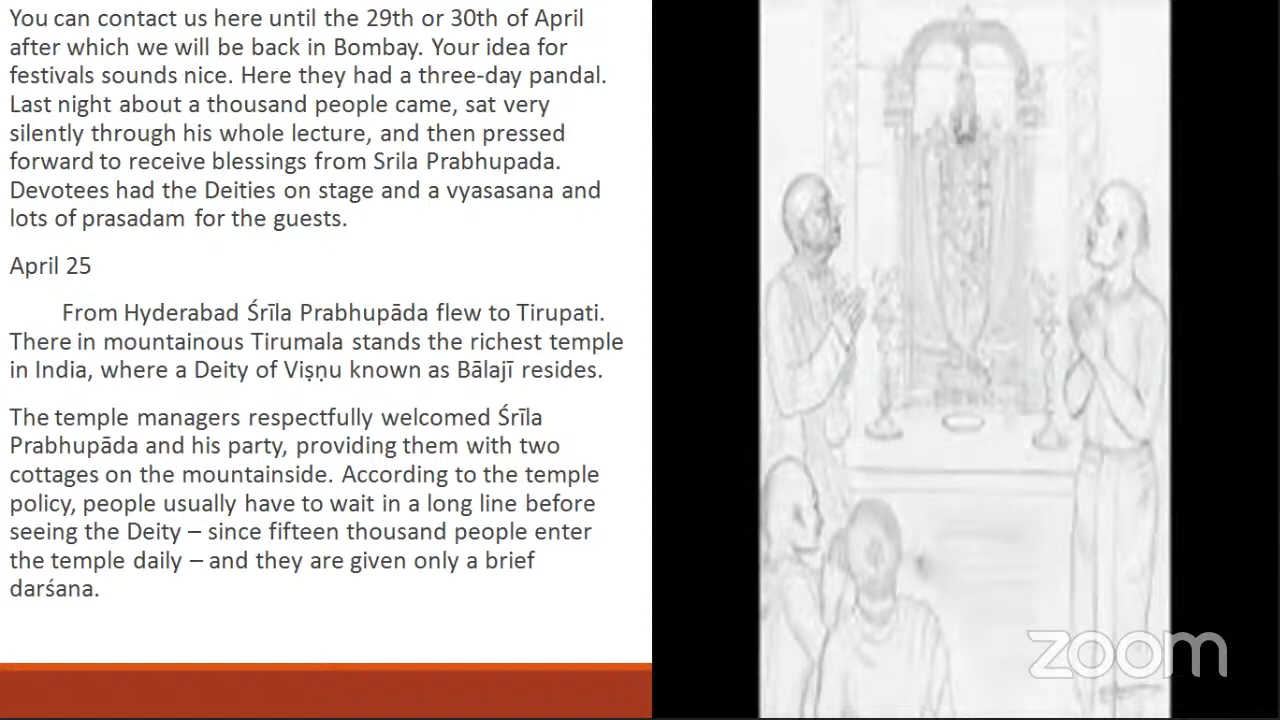 You can contact us here until the 29th or 30th of April
after which we will be back in Bombay. Your idea for
festivals sounds nice. Here they had a three-day pandal.
Last night about a thousand people came, sat very
silently through his whole lecture, and then pressed
forward to receive blessings from Srila Prabhupada.
Devotees had the Deities on stage and a vyasasana and
lots of prasadam for the guests.
April 25
From Hyderabad Śrīla Prabhupāda flew to Tirupati.
There in mountainous Tirumala stands the richest temple
in India, where a Deity of Viṣṇu known as Bālajī resides.
The temple managers respectfully welcomed Śrīla
Prabhupāda and his party, providing them with two
cottages on the mountainside. According to the temple
policy, people usually have to wait in a long line before
seeing the Deity – since fifteen thousand people enter
the temple daily – and they are given only a brief
darśana.
zoom